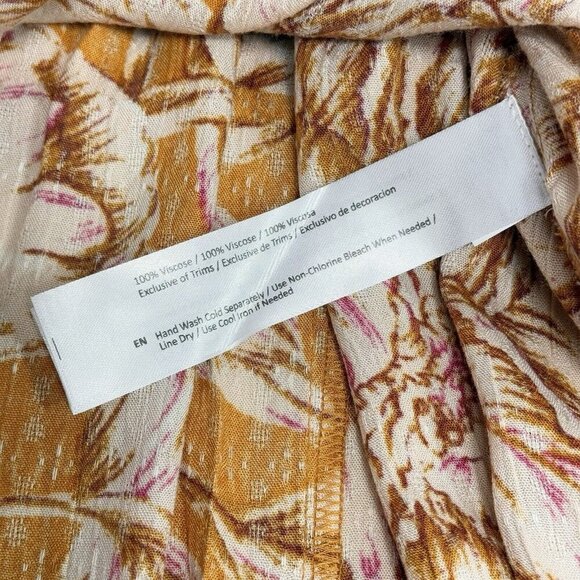 100% Viscose / 100% Viscose / 100% Viscosa
Exclusive of Trims / Exclusive de Trims / Exclusivo de decoracion
EN Hand Wash Cold Separately / Use Non-Chlorine Bleach When Needed /
Line Dry / Use Cool Iron if Needed